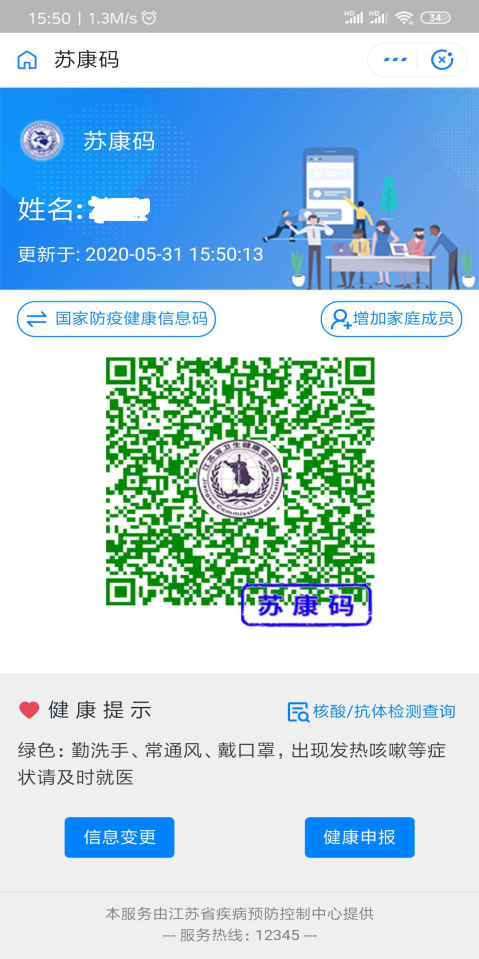 15:50 | 1.3M/s
HD HD 34
苏康码
苏康码
姓名:
更新于: 2020-05-31 15:50:13
国家防疫健康信息码
增加家庭成员
江苏省卫生健康委员会
Jiangsu Commission of Health
苏康码
健康提示
核酸/抗体检测查询
绿色：勤洗手、常通风、戴口罩，出现发热咳嗽等症
状请及时就医
信息变更
健康申报
本服务由江苏省疾病预防控制中心提供
--- 服务热线: 12345 ---